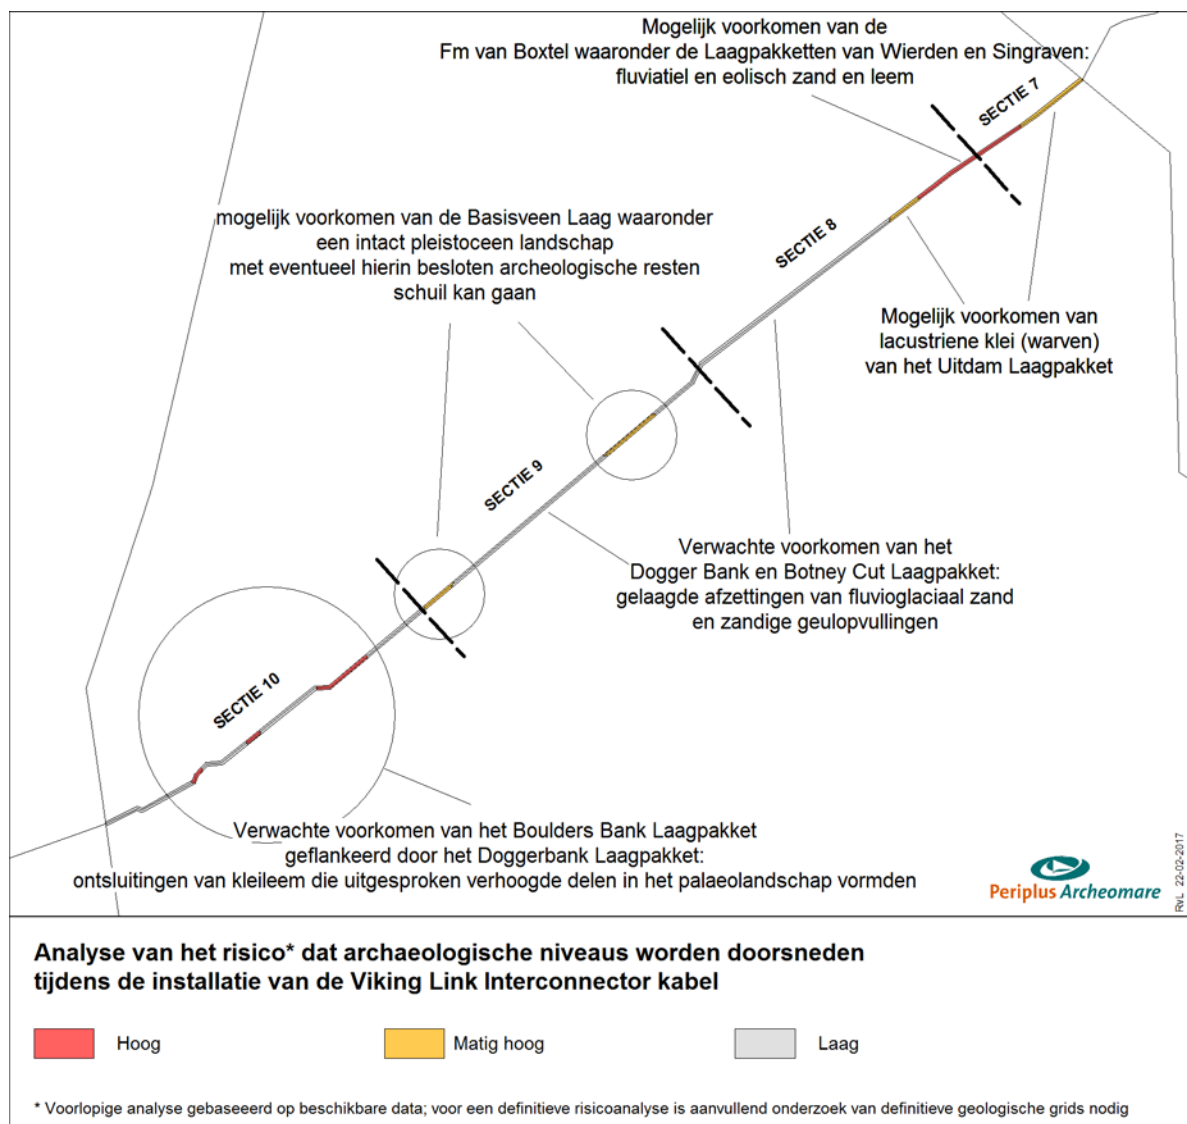 Mogelijk voorkomen van de
Fm van Boxtel waaronder de Laagpakketten van Wierden en Singraven:
fluviatiel en eolisch zand en leem
SECTIE 7
mogelijk voorkomen van de Basisveen Laag waaronder
een intact pleistoceen landschap
met eventueel hierin besloten archeologische resten
schuil kan gaan
SECTIE 8
Mogelijk voorkomen van
lacustriene klei (warven)
van het Uitdam Laagpakket
SECTIE 9
Verwachte voorkomen van het
Dogger Bank en Botney Cut Laagpakket:
gelaagde afzettingen van fluvioglaciaal zand
en zandige geulopvullingen
SECTIE 10
Verwachte voorkomen van het Boulders Bank Laagpakket
geflankeerd door het Doggerbank Laagpakket:
ontsluitingen van kleileem die uitgesproken verhoogde delen in het palaeolandschap vormden
Periplus Archeomare
RvL 22-02-2017
Analyse van het risico* dat archaeologische niveaus worden doorsneden
tijdens de installatie van de Viking Link Interconnector kabel
Hoog
Matig hoog
Laag
* Voorlopige analyse gebaseeerd op beschikbare data; voor een definitieve risicoanalyse is aanvullend onderzoek van definitieve geologische grids nodig